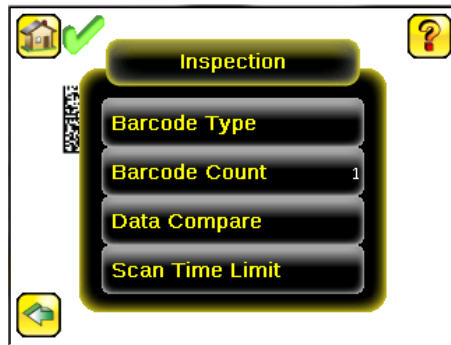 Inspection
Barcode Type
Barcode Count 1
Data Compare
Scan Time Limit
?